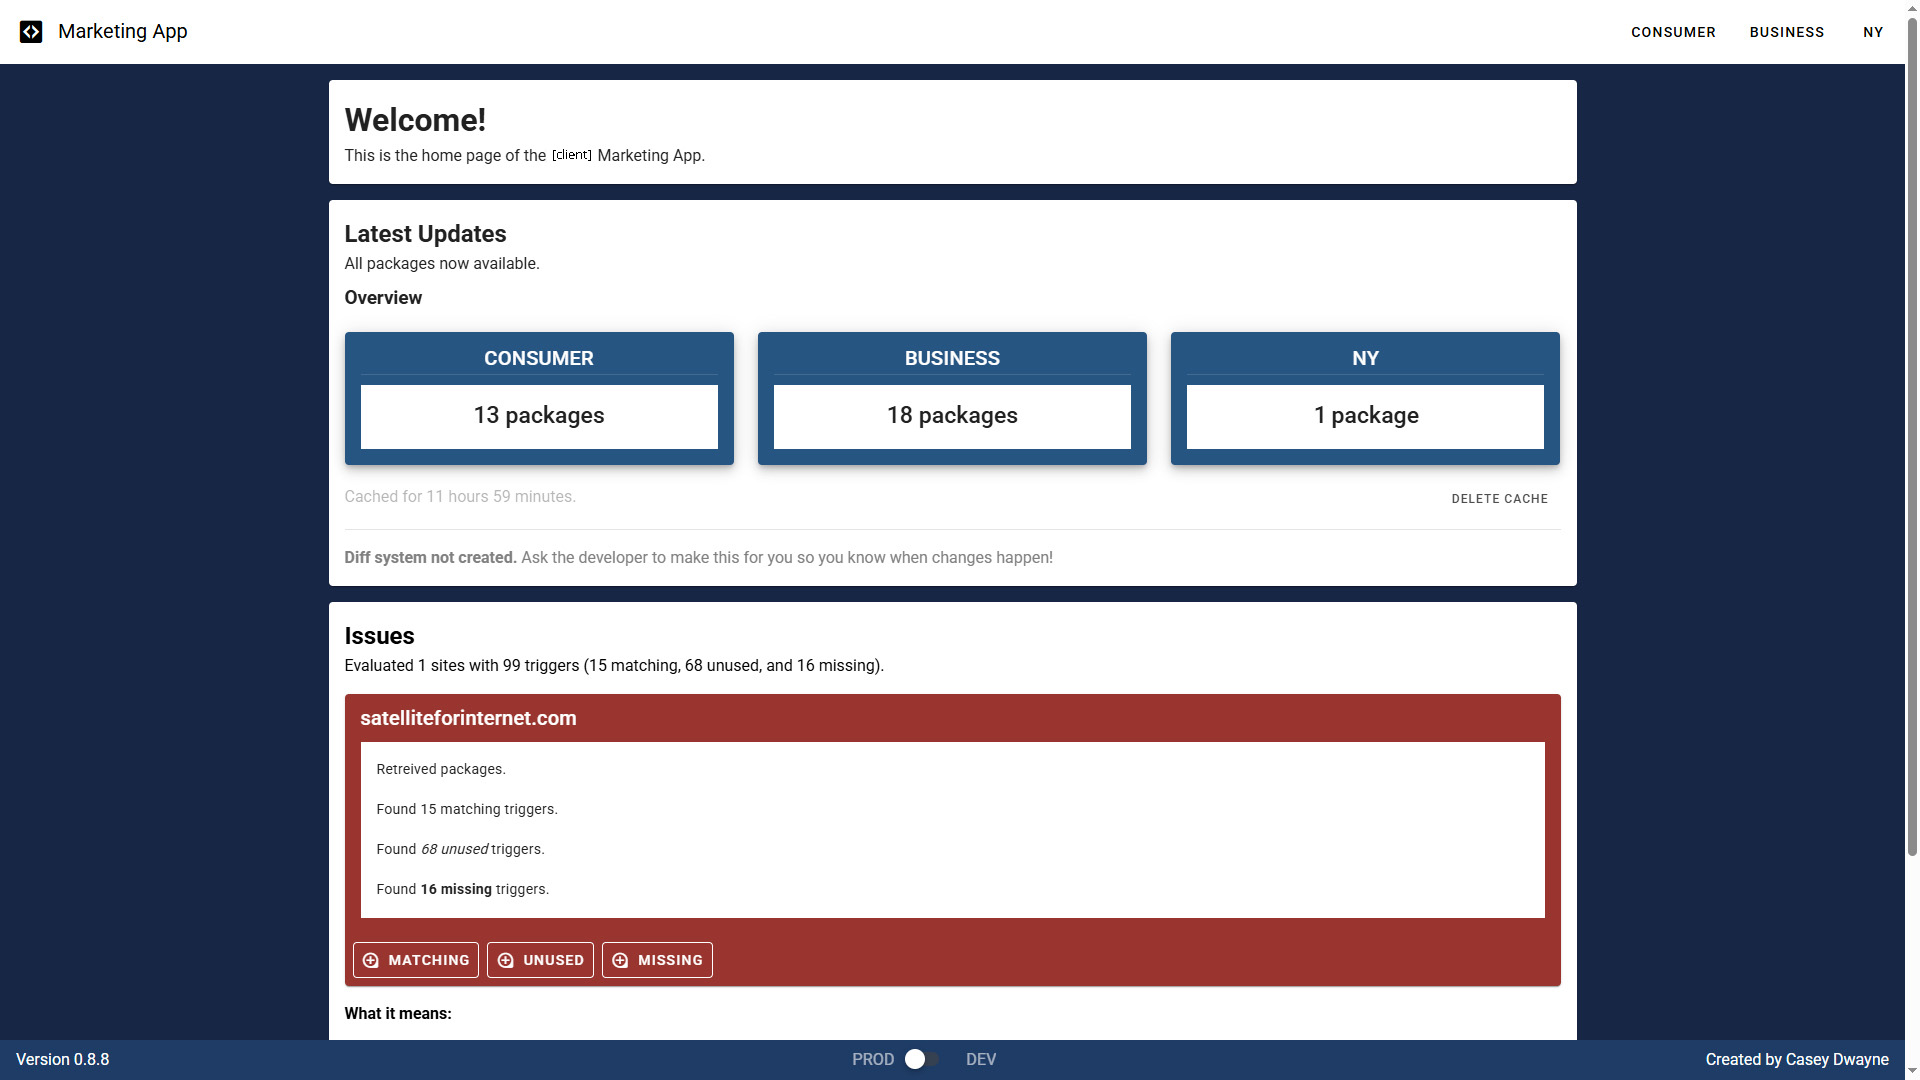 Marketing App
CONSUMER BUSINESS NY
Welcome!
This is the home page of the [client] Marketing App.
Latest Updates
All packages now available.
Overview
CONSUMER
13 packages
BUSINESS
18 packages
NY
1 package
Cached for 11 hours 59 minutes.
DELETE CACHE
Diff system not created. Ask the developer to make this for you so you know when changes happen!
Issues
Evaluated 1 sites with 99 triggers (15 matching, 68 unused, and 16 missing).
satelliteforinternet.com
Retreived packages.
Found 15 matching triggers.
Found 68 unused triggers.
Found 16 missing triggers.
MATCHING UNUSED MISSING
What it means:
Version 0.8.8
PROD DEV
Created by Casey Dwayne